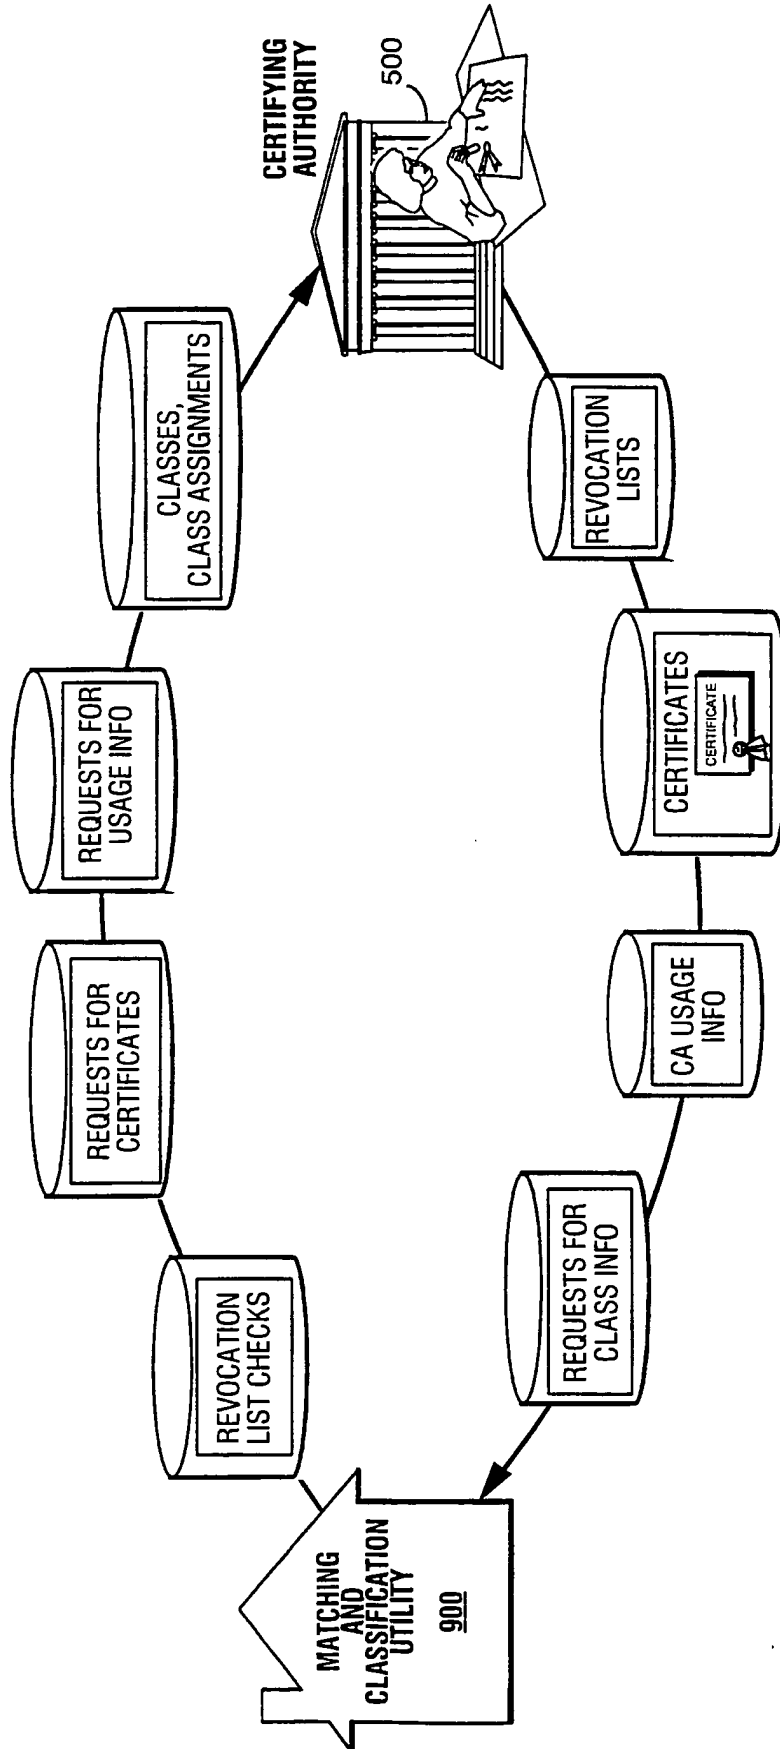 MATCHING
AND
CLASSIFICATION
UTILITY
900
REVOCATION
LIST CHECKS
REQUESTS FOR
CERTIFICATES
REQUESTS FOR
USAGE INFO
CLASSES,
CLASS ASSIGNMENTS
CERTIFYING
AUTHORITY
500
REQUESTS FOR
CLASS INFO
CA USAGE
INFO
CERTIFICATES
CERTIFICATE
REVOCATION
LISTS